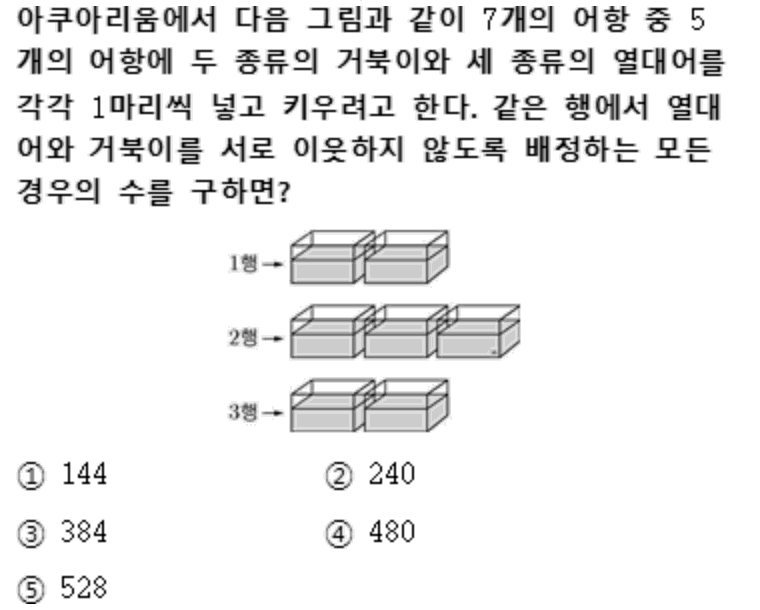 아쿠아리움에서 다음 그림과 같이 7개의 어항 중 5
개의 어항에 두 종류의 거북이와 세 종류의 열대어를
각각 1마리씩 넣고 키우려고 한다. 같은 행에서 열대
어와 거북이를 서로 이웃하지 않도록 배정하는 모든
경우의 수를 구하면?
1행→
2행→
3행→
① 144 ② 240
③ 384 ④ 480
⑤ 528